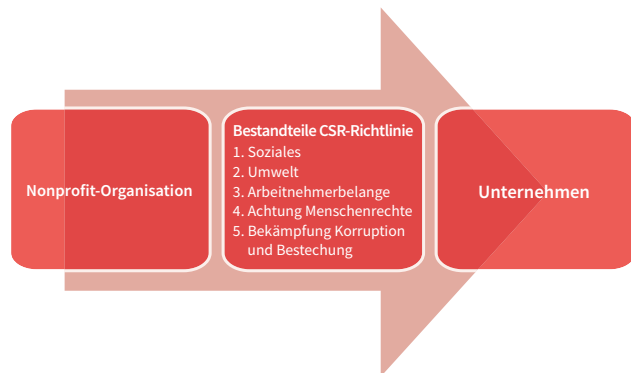 Nonprofit-Organisation
Bestandteile CSR-Richtlinie
1. Soziales
2. Umwelt
3. Arbeitnehmerbelange
4. Achtung Menschenrechte
5. Bekämpfung Korruption
und Bestechung
Unternehmen